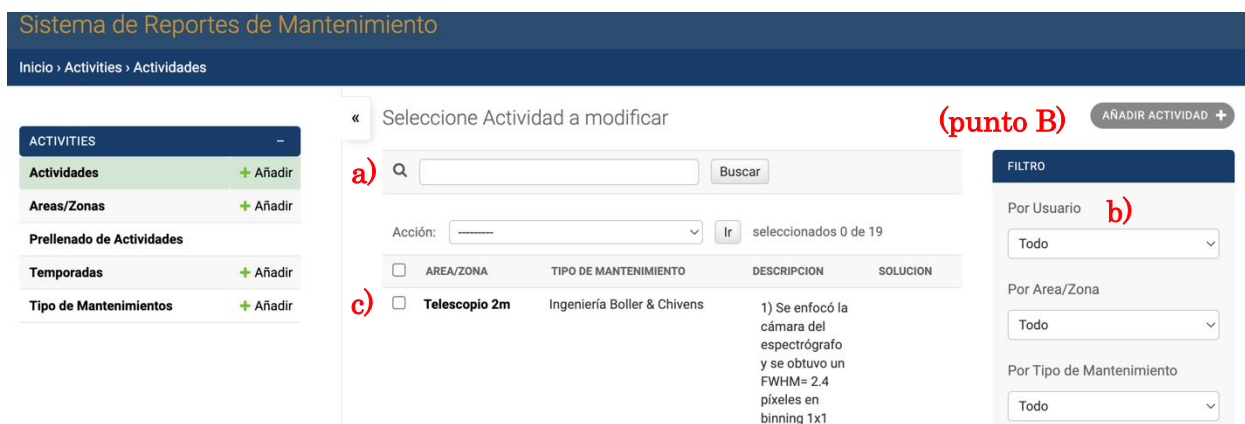 Sistema de Reportes de Mantenimiento
Inicio › Activities › Actividades
ACTIVITIES –
Actividades + Añadir
Areas/Zonas + Añadir
Prellenado de Actividades
Temporadas + Añadir
Tipo de Mantenimientos + Añadir
«
Seleccione Actividad a modificar
(punto B)
AÑADIR ACTIVIDAD +
a)
Buscar
Acción: --------- Ir seleccionados 0 de 19
AREA/ZONA TIPO DE MANTENIMIENTO DESCRIPCION SOLUCION
c) Telescopio 2m Ingeniería Boller & Chivens 1) Se enfocó la
cámara del
espectrógrafo
y se obtuvo un
FWHM= 2.4
píxeles en
binning 1x1
FILTRO
Por Usuario b)
Todo
Por Area/Zona
Todo
Por Tipo de Mantenimiento
Todo